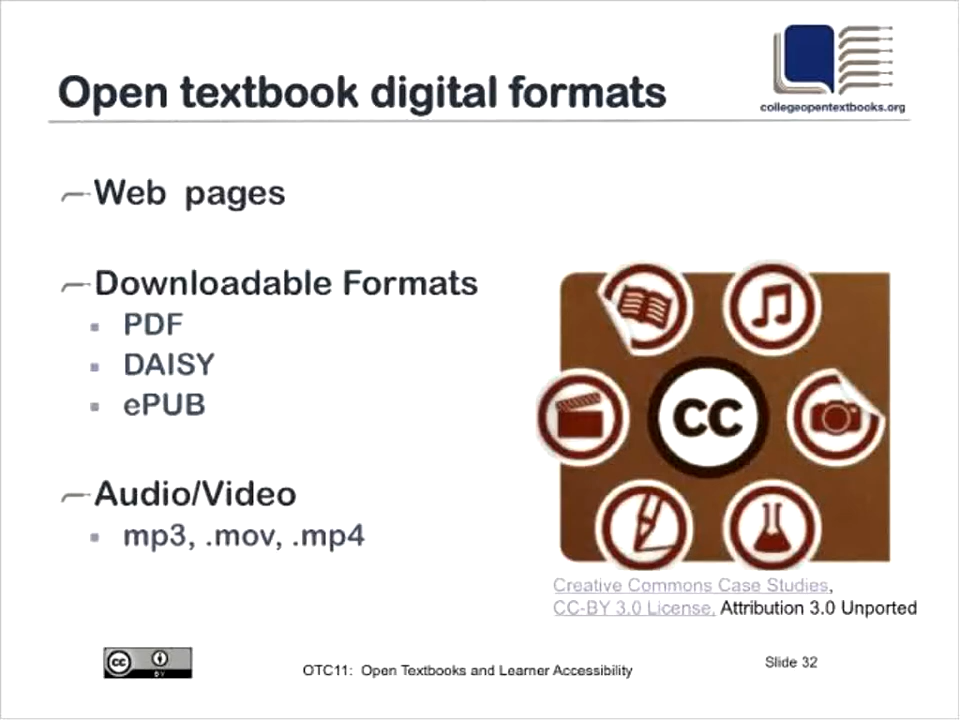 Open textbook digital formats
collegeopentextbooks.org
Web pages
Downloadable Formats
PDF
DAISY
ePUB
Audio/Video
mp3, .mov, .mp4
cc
Creative Commons Case Studies,
CC-BY 3.0 License, Attribution 3.0 Unported
cc BY
OTC11: Open Textbooks and Learner Accessibility
Slide 32